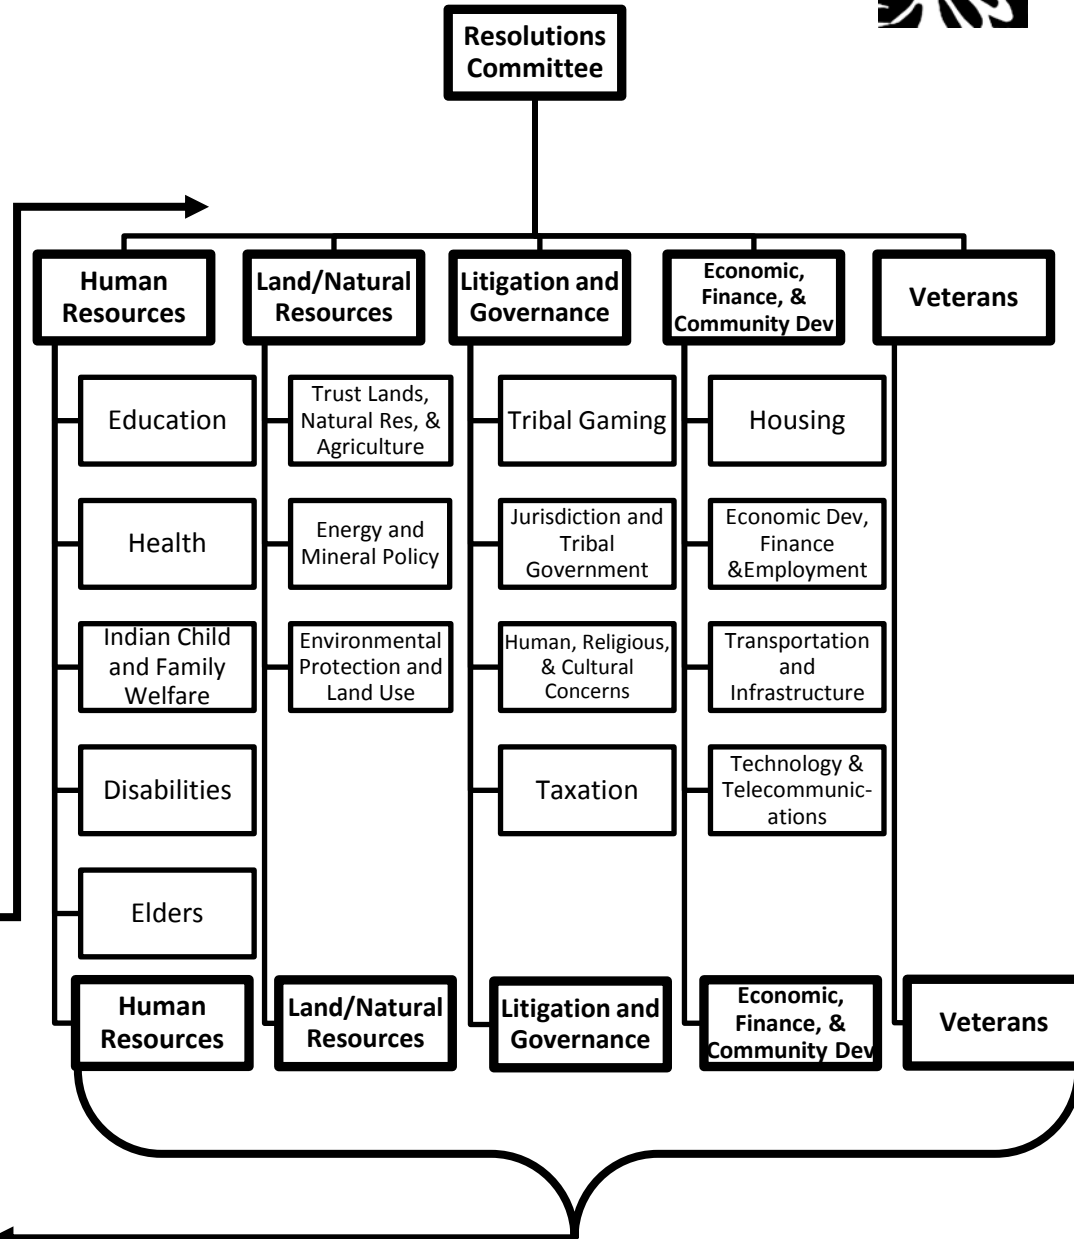 Resolutions
Committee
Human
Resources
Land/Natural
Resources
Litigation and
Governance
Economic,
Finance, &
Community Dev
Veterans
Education
Trust Lands,
Natural Res, &
Agriculture
Tribal Gaming
Housing
Health
Energy and
Mineral Policy
Jurisdiction and
Tribal
Government
Economic Dev,
Finance
&Employment
Indian Child
and Family
Welfare
Environmental
Protection and
Land Use
Human, Religious,
& Cultural
Concerns
Transportation
and
Infrastructure
Disabilities
Taxation
Technology &
Telecommunic-
ations
Elders
Human
Resources
Land/Natural
Resources
Litigation and
Governance
Economic,
Finance, &
Community Dev
Veterans